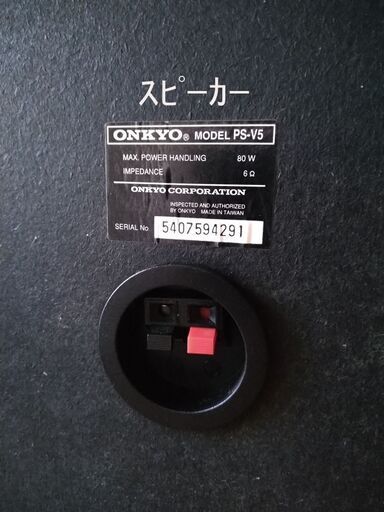 スピーカー
ONKYO® MODEL PS-V5
MAX. POWER HANDLING 80 W
IMPEDANCE 6 Ω
ONKYO CORPORATION
INSPECTED AND AUTHORIZED
BY ONKYO MADE IN TAIWAN
SERIAL No. 5407594291